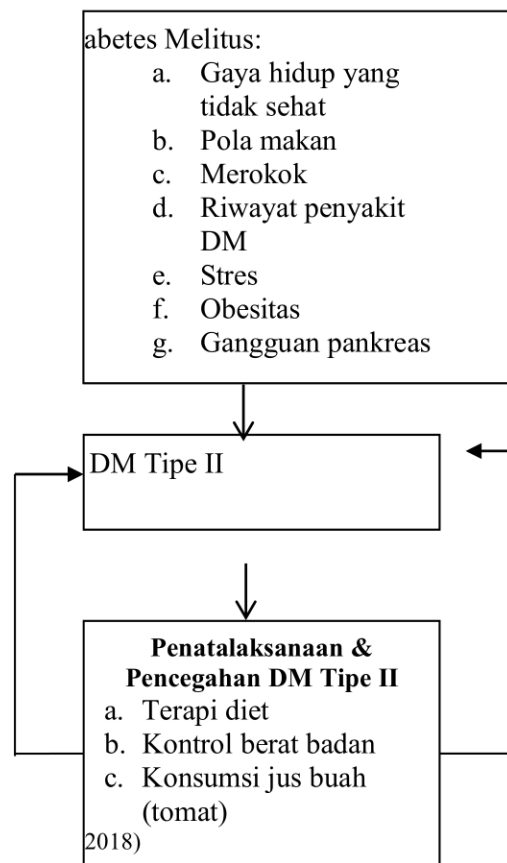 abetes Melitus:
a. Gaya hidup yang
tidak sehat
b. Pola makan
c. Merokok
d. Riwayat penyakit
DM
e. Stres
f. Obesitas
g. Gangguan pankreas
DM Tipe II
Penatalaksanaan &
Pencegahan DM Tipe II
a. Terapi diet
b. Kontrol berat badan
c. Konsumsi jus buah
(tomat)
2018)